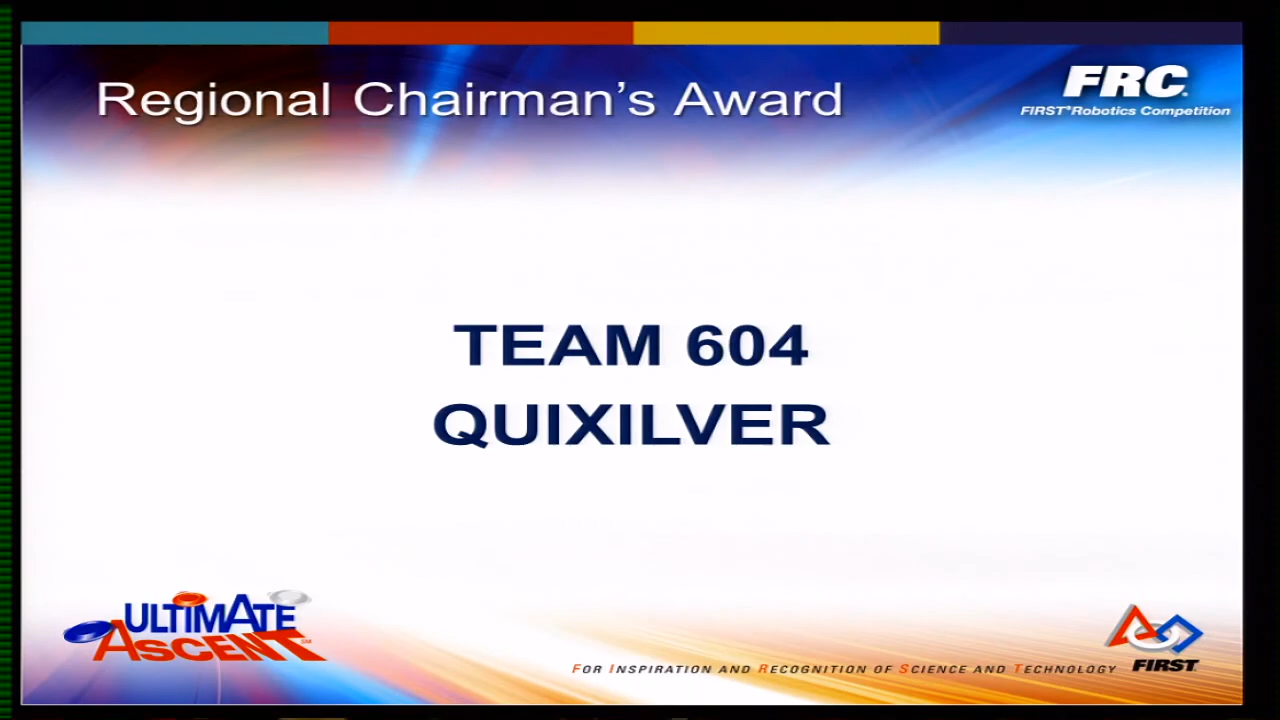 Regional Chairman's Award
FRC
FIRST®Robotics Competition
TEAM 604
QUIXILVER
ULTIMATE
ASCENT
SM
FOR INSPIRATION AND RECOGNITION OF SCIENCE AND TECHNOLOGY
FIRST